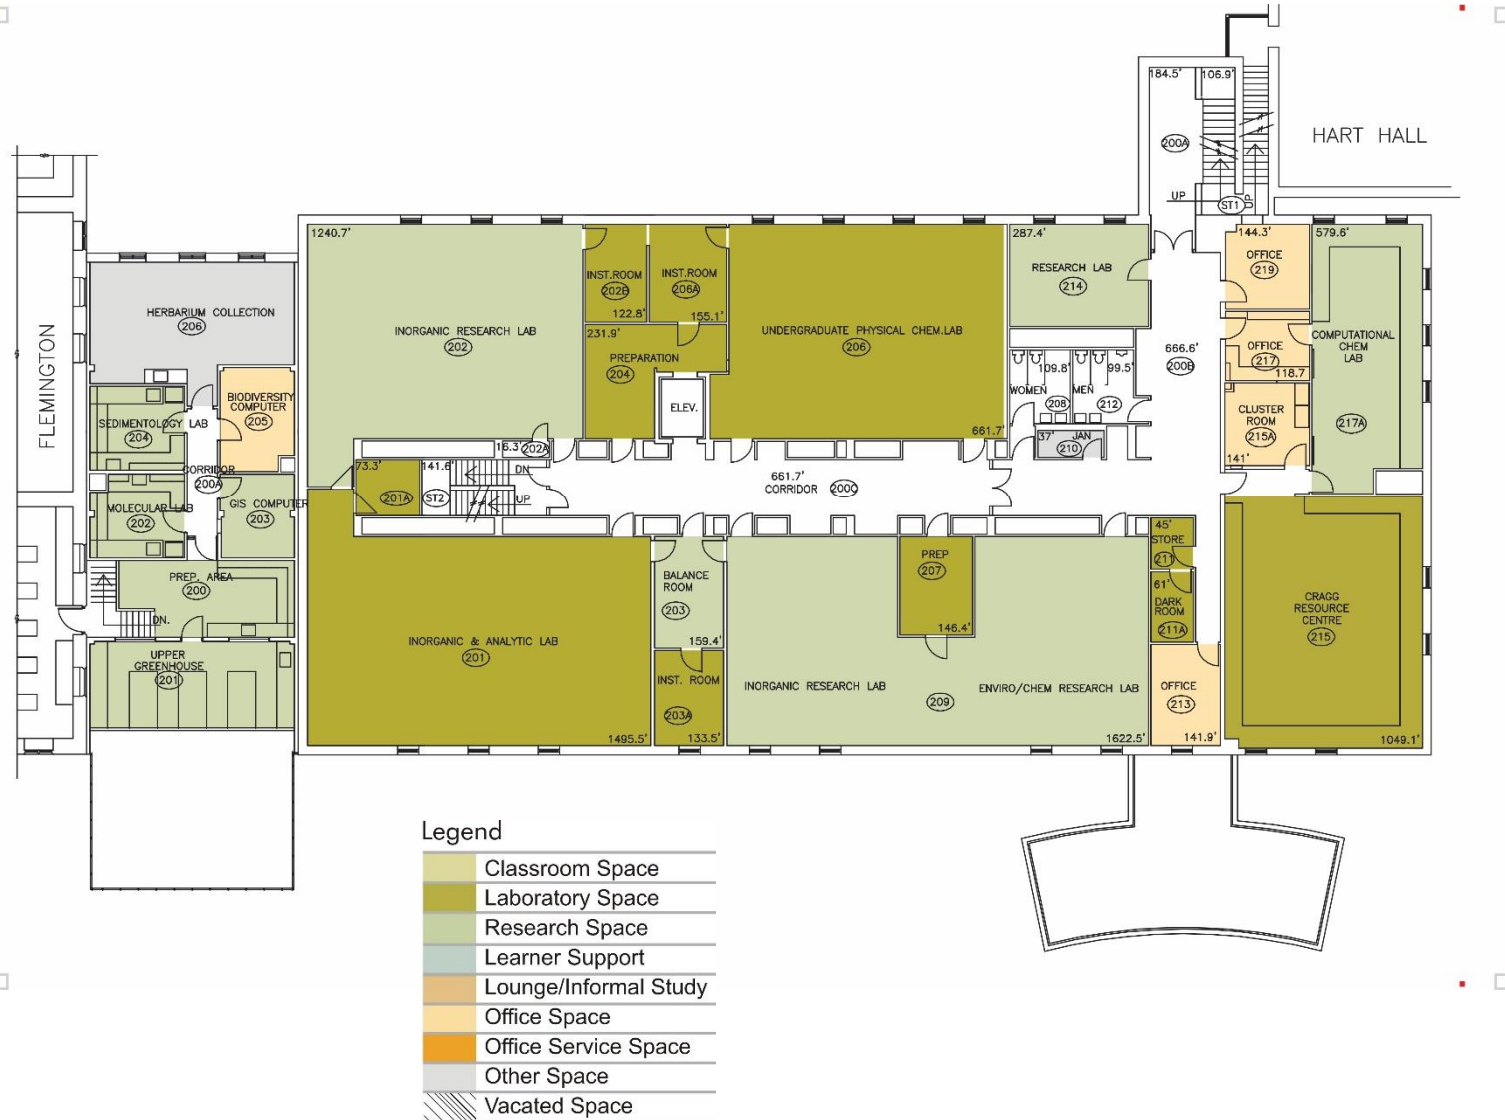 184.5'
106.9'
HART HALL
200A
UP
UP
ST1
FLEMINGTON
HERBARIUM COLLECTION
206
BIODIVERSITY
COMPUTER
205
SEDIMENTOLOGY LAB
204
CORRIDOR
200A
MOLECULAR LAB
202
GIS COMPUTER
203
PREP. AREA
200
DN.
UPPER
GREENHOUSE
201
1240.7'
INORGANIC RESEARCH LAB
202
INST.ROOM
202B
122.8'
INST.ROOM
206A
155.1'
231.9'
PREPARATION
204
ELEV.
UNDERGRADUATE PHYSICAL CHEM.LAB
206
661.7'
287.4'
RESEARCH LAB
214
WOMEN
109.8'
208
MEN
99.5'
212
37'
JAN
210
666.6'
200B
144.3'
OFFICE
219
OFFICE
217
118.7
CLUSTER
ROOM
215A
141'
579.6'
COMPUTATIONAL
CHEM
LAB
217A
73.3'
201A
141.6'
ST2
16.3'
202A
DN
UP
661.7'
CORRIDOR
200C
INORGANIC & ANALYTIC LAB
201
1495.5'
BALANCE
ROOM
203
159.4'
INST. ROOM
203A
133.5'
PREP
207
146.4'
INORGANIC RESEARCH LAB
ENVIRO/CHEM RESEARCH LAB
209
1622.5'
45'
STORE
211
61'
DARK
ROOM
211A
OFFICE
213
141.9'
CRAGG
RESOURCE
CENTRE
215
1049.1'
Legend
Classroom Space
Laboratory Space
Research Space
Learner Support
Lounge/Informal Study
Office Space
Office Service Space
Other Space
Vacated Space